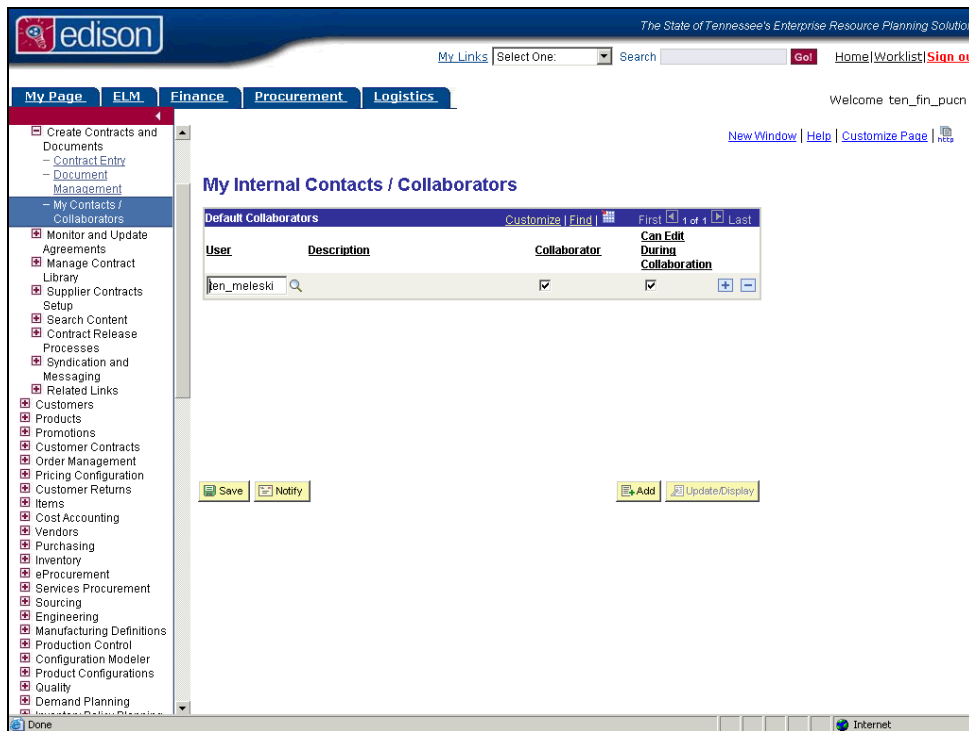 edison
The State of Tennessee's Enterprise Resource Planning Solution
My Links Select One: Search Go! Home|Worklist|Sign ou
My Page ELM Finance Procurement Logistics
Welcome ten_fin_pucn
New Window | Help | Customize Page | http
Create Contracts and
Documents
– Contract Entry
– Document
Management
– My Contacts /
Collaborators
Monitor and Update
Agreements
Manage Contract
Library
Supplier Contracts
Setup
Search Content
Contract Release
Processes
Syndication and
Messaging
Related Links
Customers
Products
Promotions
Customer Contracts
Order Management
Pricing Configuration
Customer Returns
Items
Cost Accounting
Vendors
Purchasing
Inventory
eProcurement
Services Procurement
Sourcing
Engineering
Manufacturing Definitions
Production Control
Configuration Modeler
Product Configurations
Quality
Demand Planning
My Internal Contacts / Collaborators
Default Collaborators Customize | Find | First 1 of 1 Last
User Description Collaborator Can Edit
During
Collaboration
ten_meleski
Save Notify Add Update/Display
Done Internet